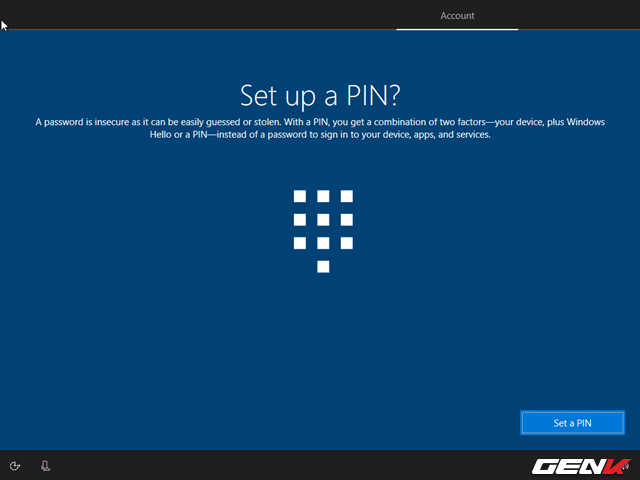 Account
Set up a PIN?
A password is insecure as it can be easily guessed or stolen. With a PIN, you get a combination of two factors—your device, plus Windows
Hello or a PIN—instead of a password to sign in to your device, apps, and services.
Set a PIN
GENK